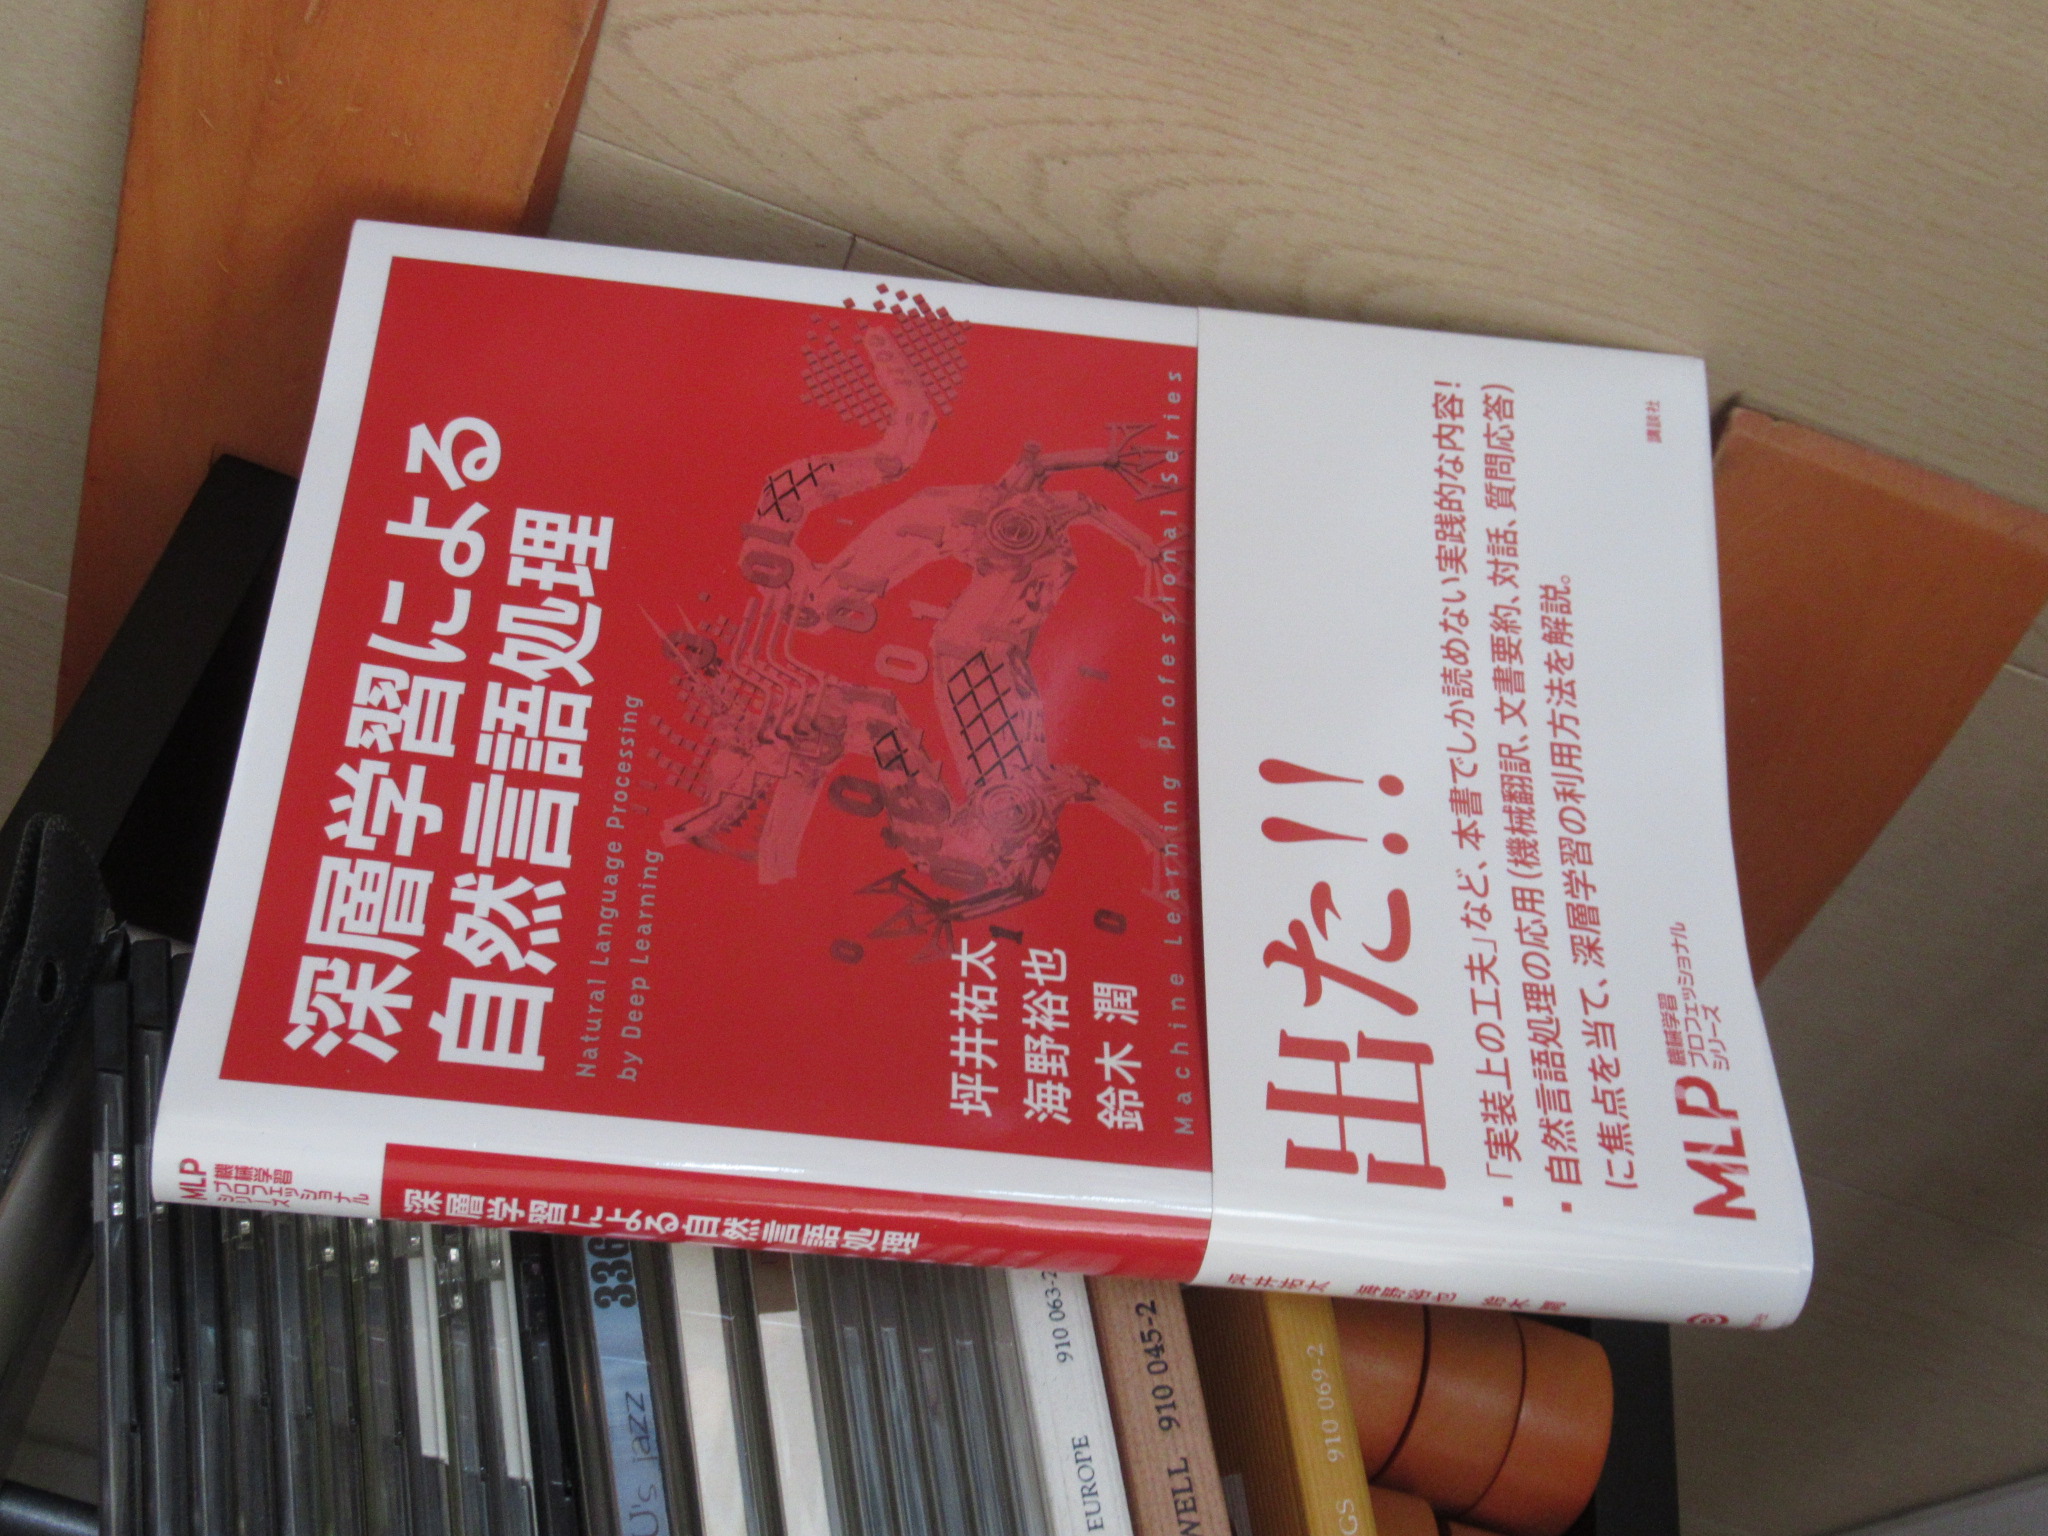 深層学習による
自然言語処理
Natural Language Processing
by Deep Learning
坪井祐太
海野裕也
鈴木 潤
Machine Learning Professional Series
出た!!
・「実装上の工夫」など、本書でしか読めない実践的な内容!
・自然言語処理の応用(機械翻訳、文書要約、対話、質問応答)
に焦点を当て、深層学習の利用方法を解説。
MLP
機械学習
プロフェッショナル
シリーズ
講談社
MLP
機械学習
プロフェッショナル
シリーズ
深層学習による自然言語処理
坪井祐太 海野裕也 鈴木 潤
336
U's jazz
EUROPE 910 063-2
WELL 910 045-2
GS 910 069-2